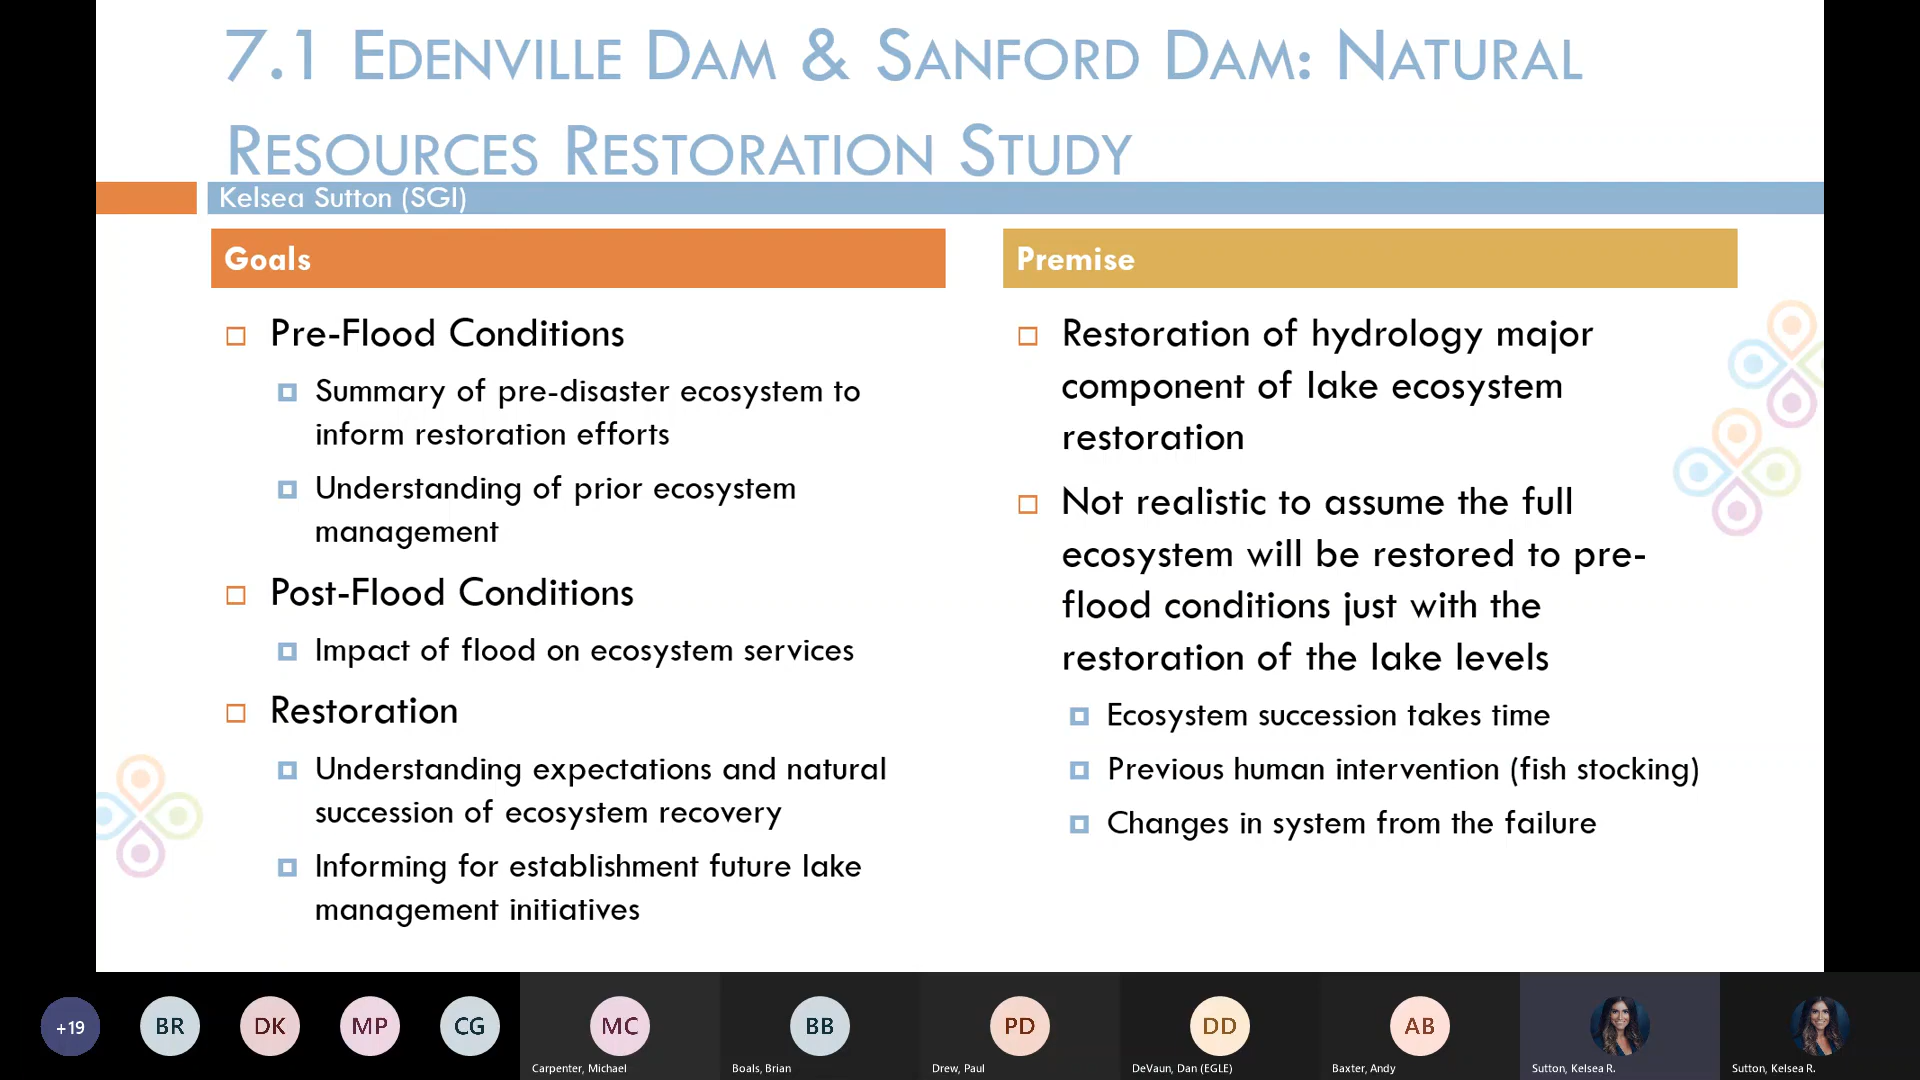 7.1 EDENVILLE DAM & SANFORD DAM: NATURAL
RESOURCES RESTORATION STUDY
Kelsea Sutton (SGI)
Goals
Pre-Flood Conditions
Summary of pre-disaster ecosystem to
inform restoration efforts
Understanding of prior ecosystem
management
Post-Flood Conditions
Impact of flood on ecosystem services
Restoration
Understanding expectations and natural
succession of ecosystem recovery
Informing for establishment future lake
management initiatives
Premise
Restoration of hydrology major
component of lake ecosystem
restoration
Not realistic to assume the full
ecosystem will be restored to pre-
flood conditions just with the
restoration of the lake levels
Ecosystem succession takes time
Previous human intervention (fish stocking)
Changes in system from the failure
+19
BR
DK
MP
CG
MC
Carpenter, Michael
BB
Boals, Brian
PD
Drew, Paul
DD
DeVaun, Dan (EGLE)
AB
Baxter, Andy
Sutton, Kelsea R.
Sutton, Kelsea R.